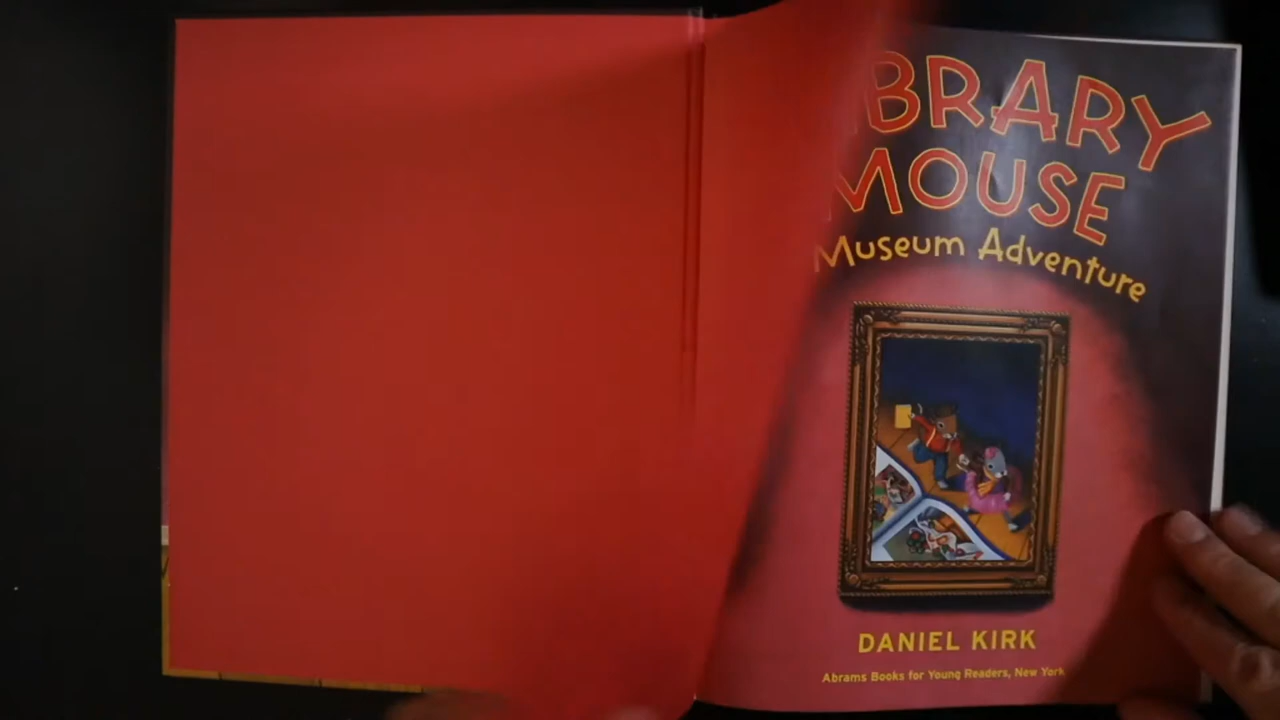 BRARY
MOUSE
Museum Adventure
DANIEL KIRK
Abrams Books for Young Readers, New York